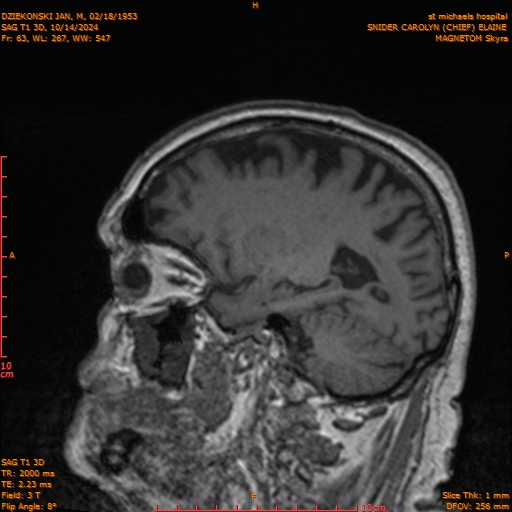 H
DZIEKONSKI JAN, M, 02/18/1953
SAG T1 3D, 10/14/2024
Fr: 63, WL: 267, WW: 547
st michaels hospital
SNIDER CAROLYN (CHIEF) ELAINE
MAGNETOM Skyra
A
P
10
cm
SAG T1 3D
TR: 2000 ms
TE: 2.23 ms
Field: 3 T
Flip Angle: 8°
F
10cm
Slice Thk: 1 mm
DFOV: 256 mm